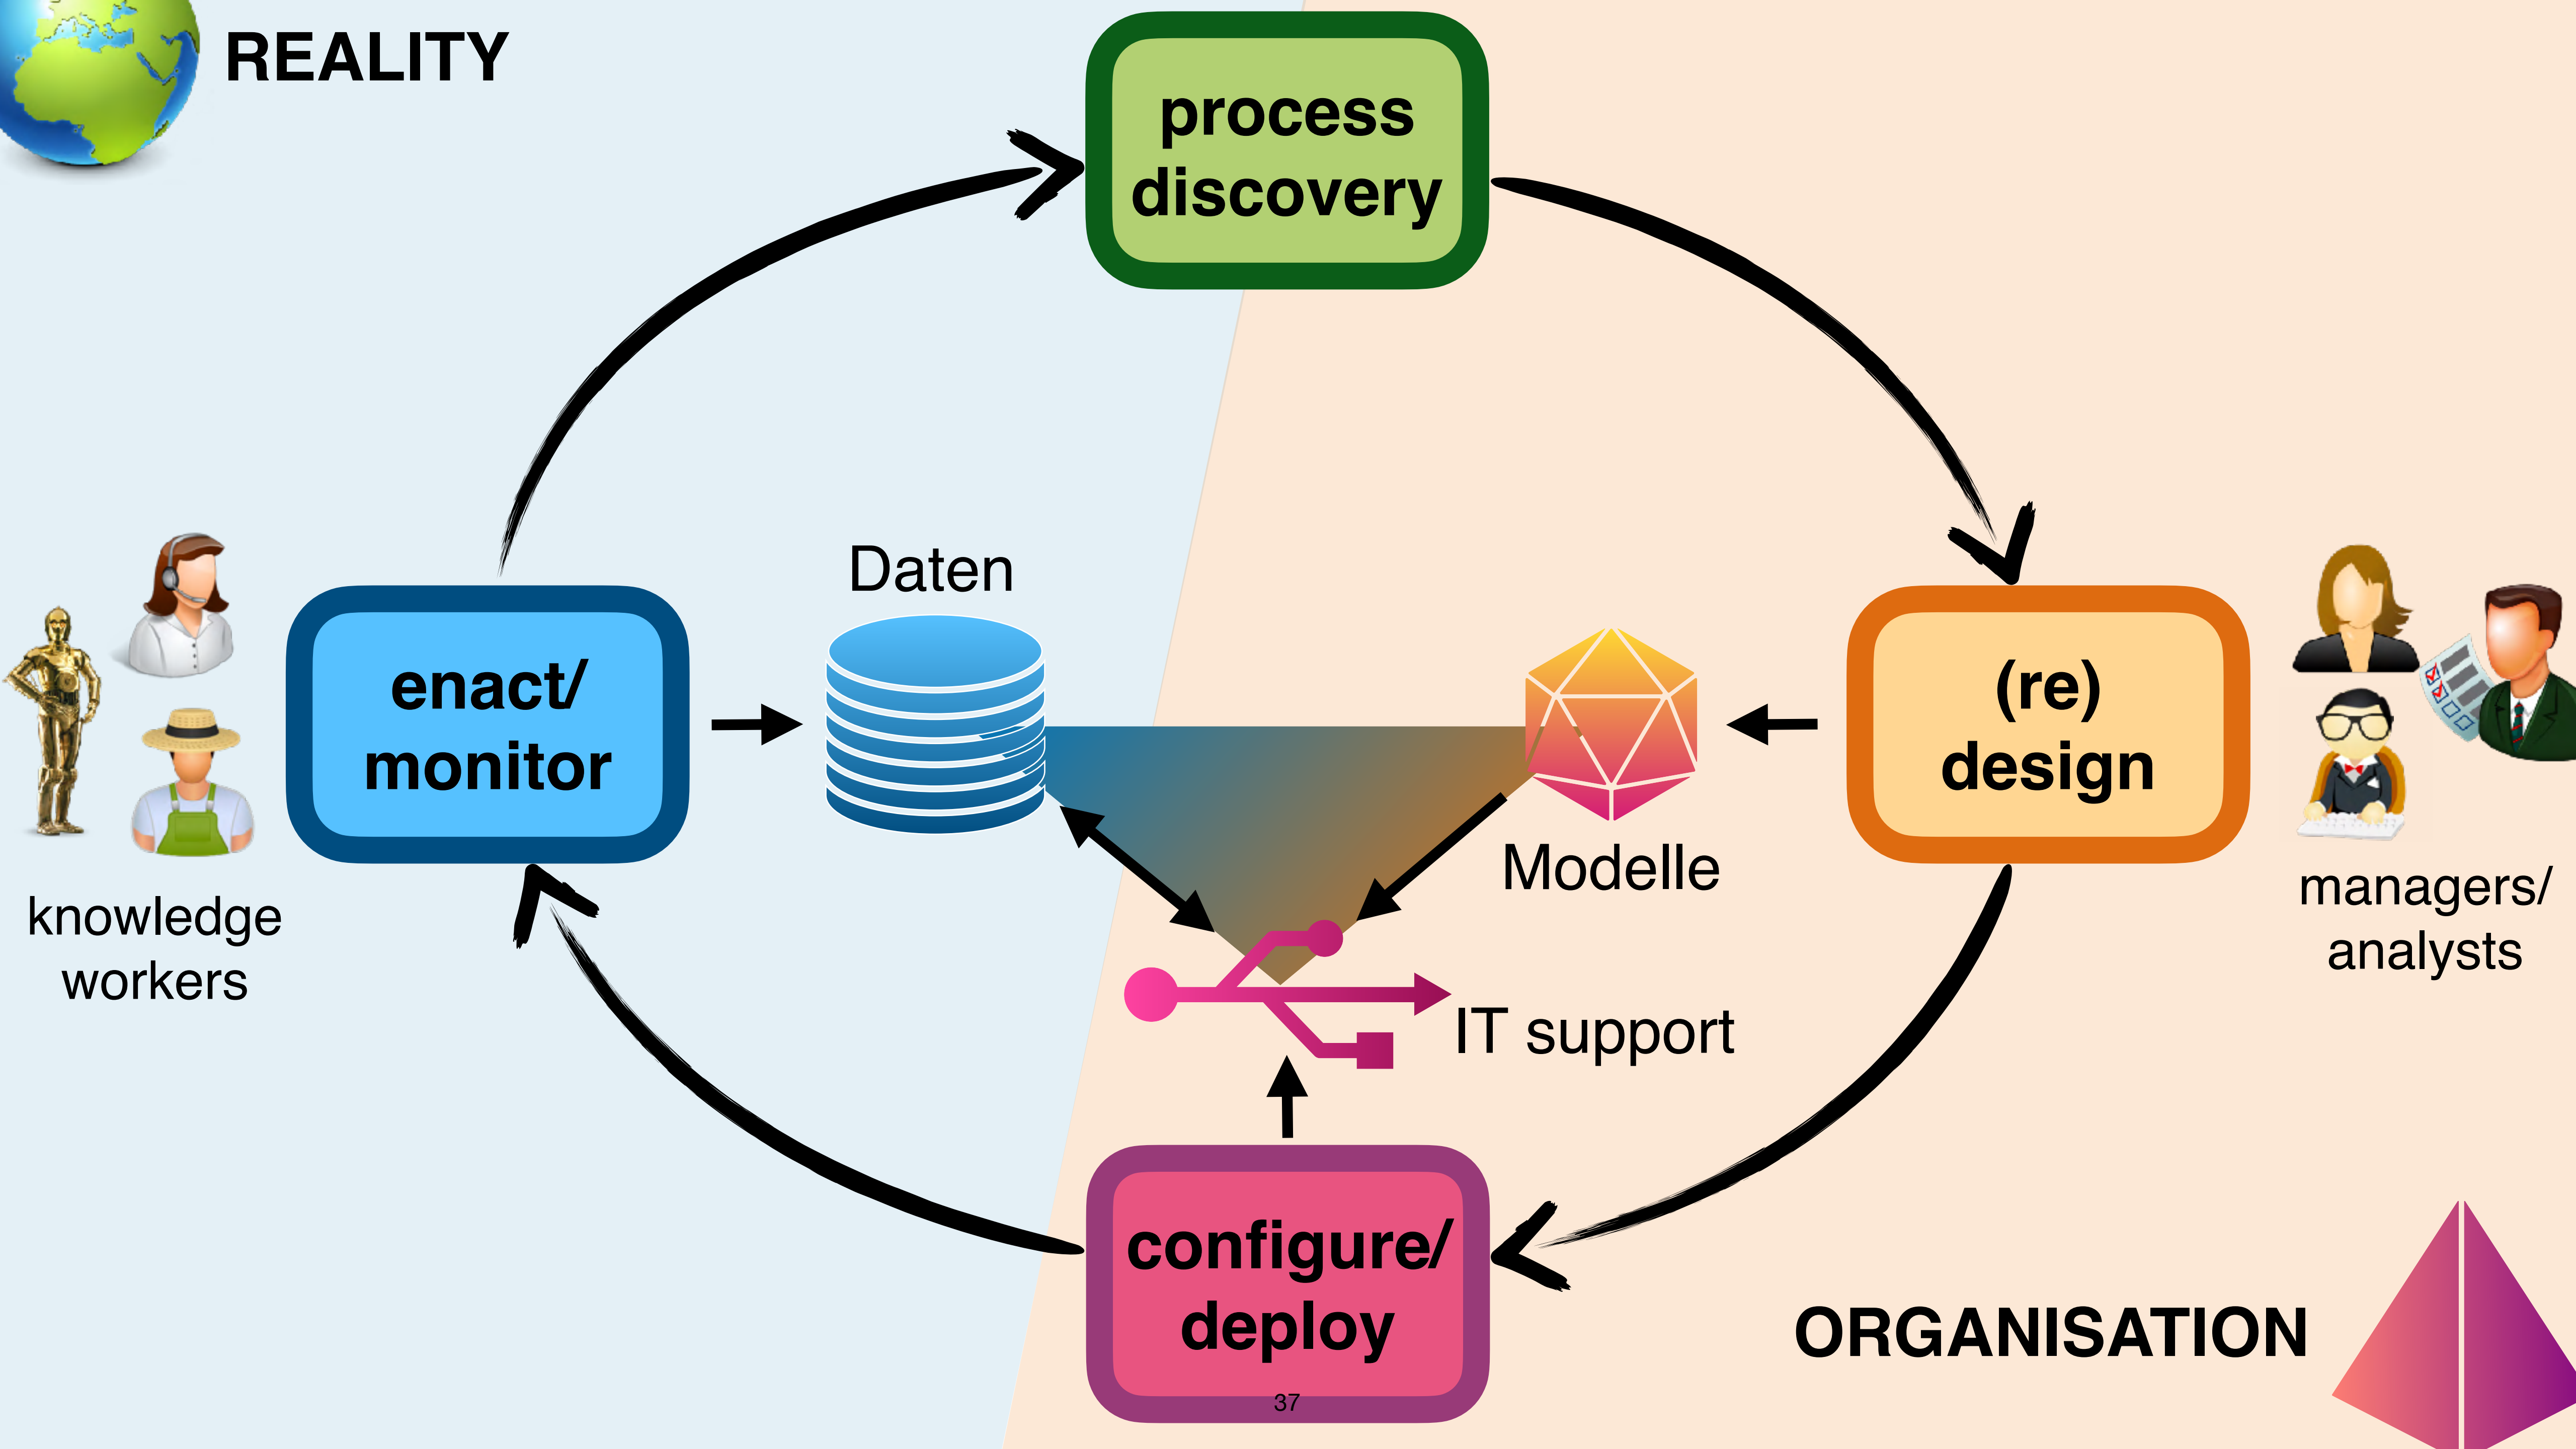 REALITY
process
discovery
Daten
enact/
monitor
(re)
design
Modelle
knowledge
workers
managers/
analysts
IT support
configure/
deploy
ORGANISATION
37